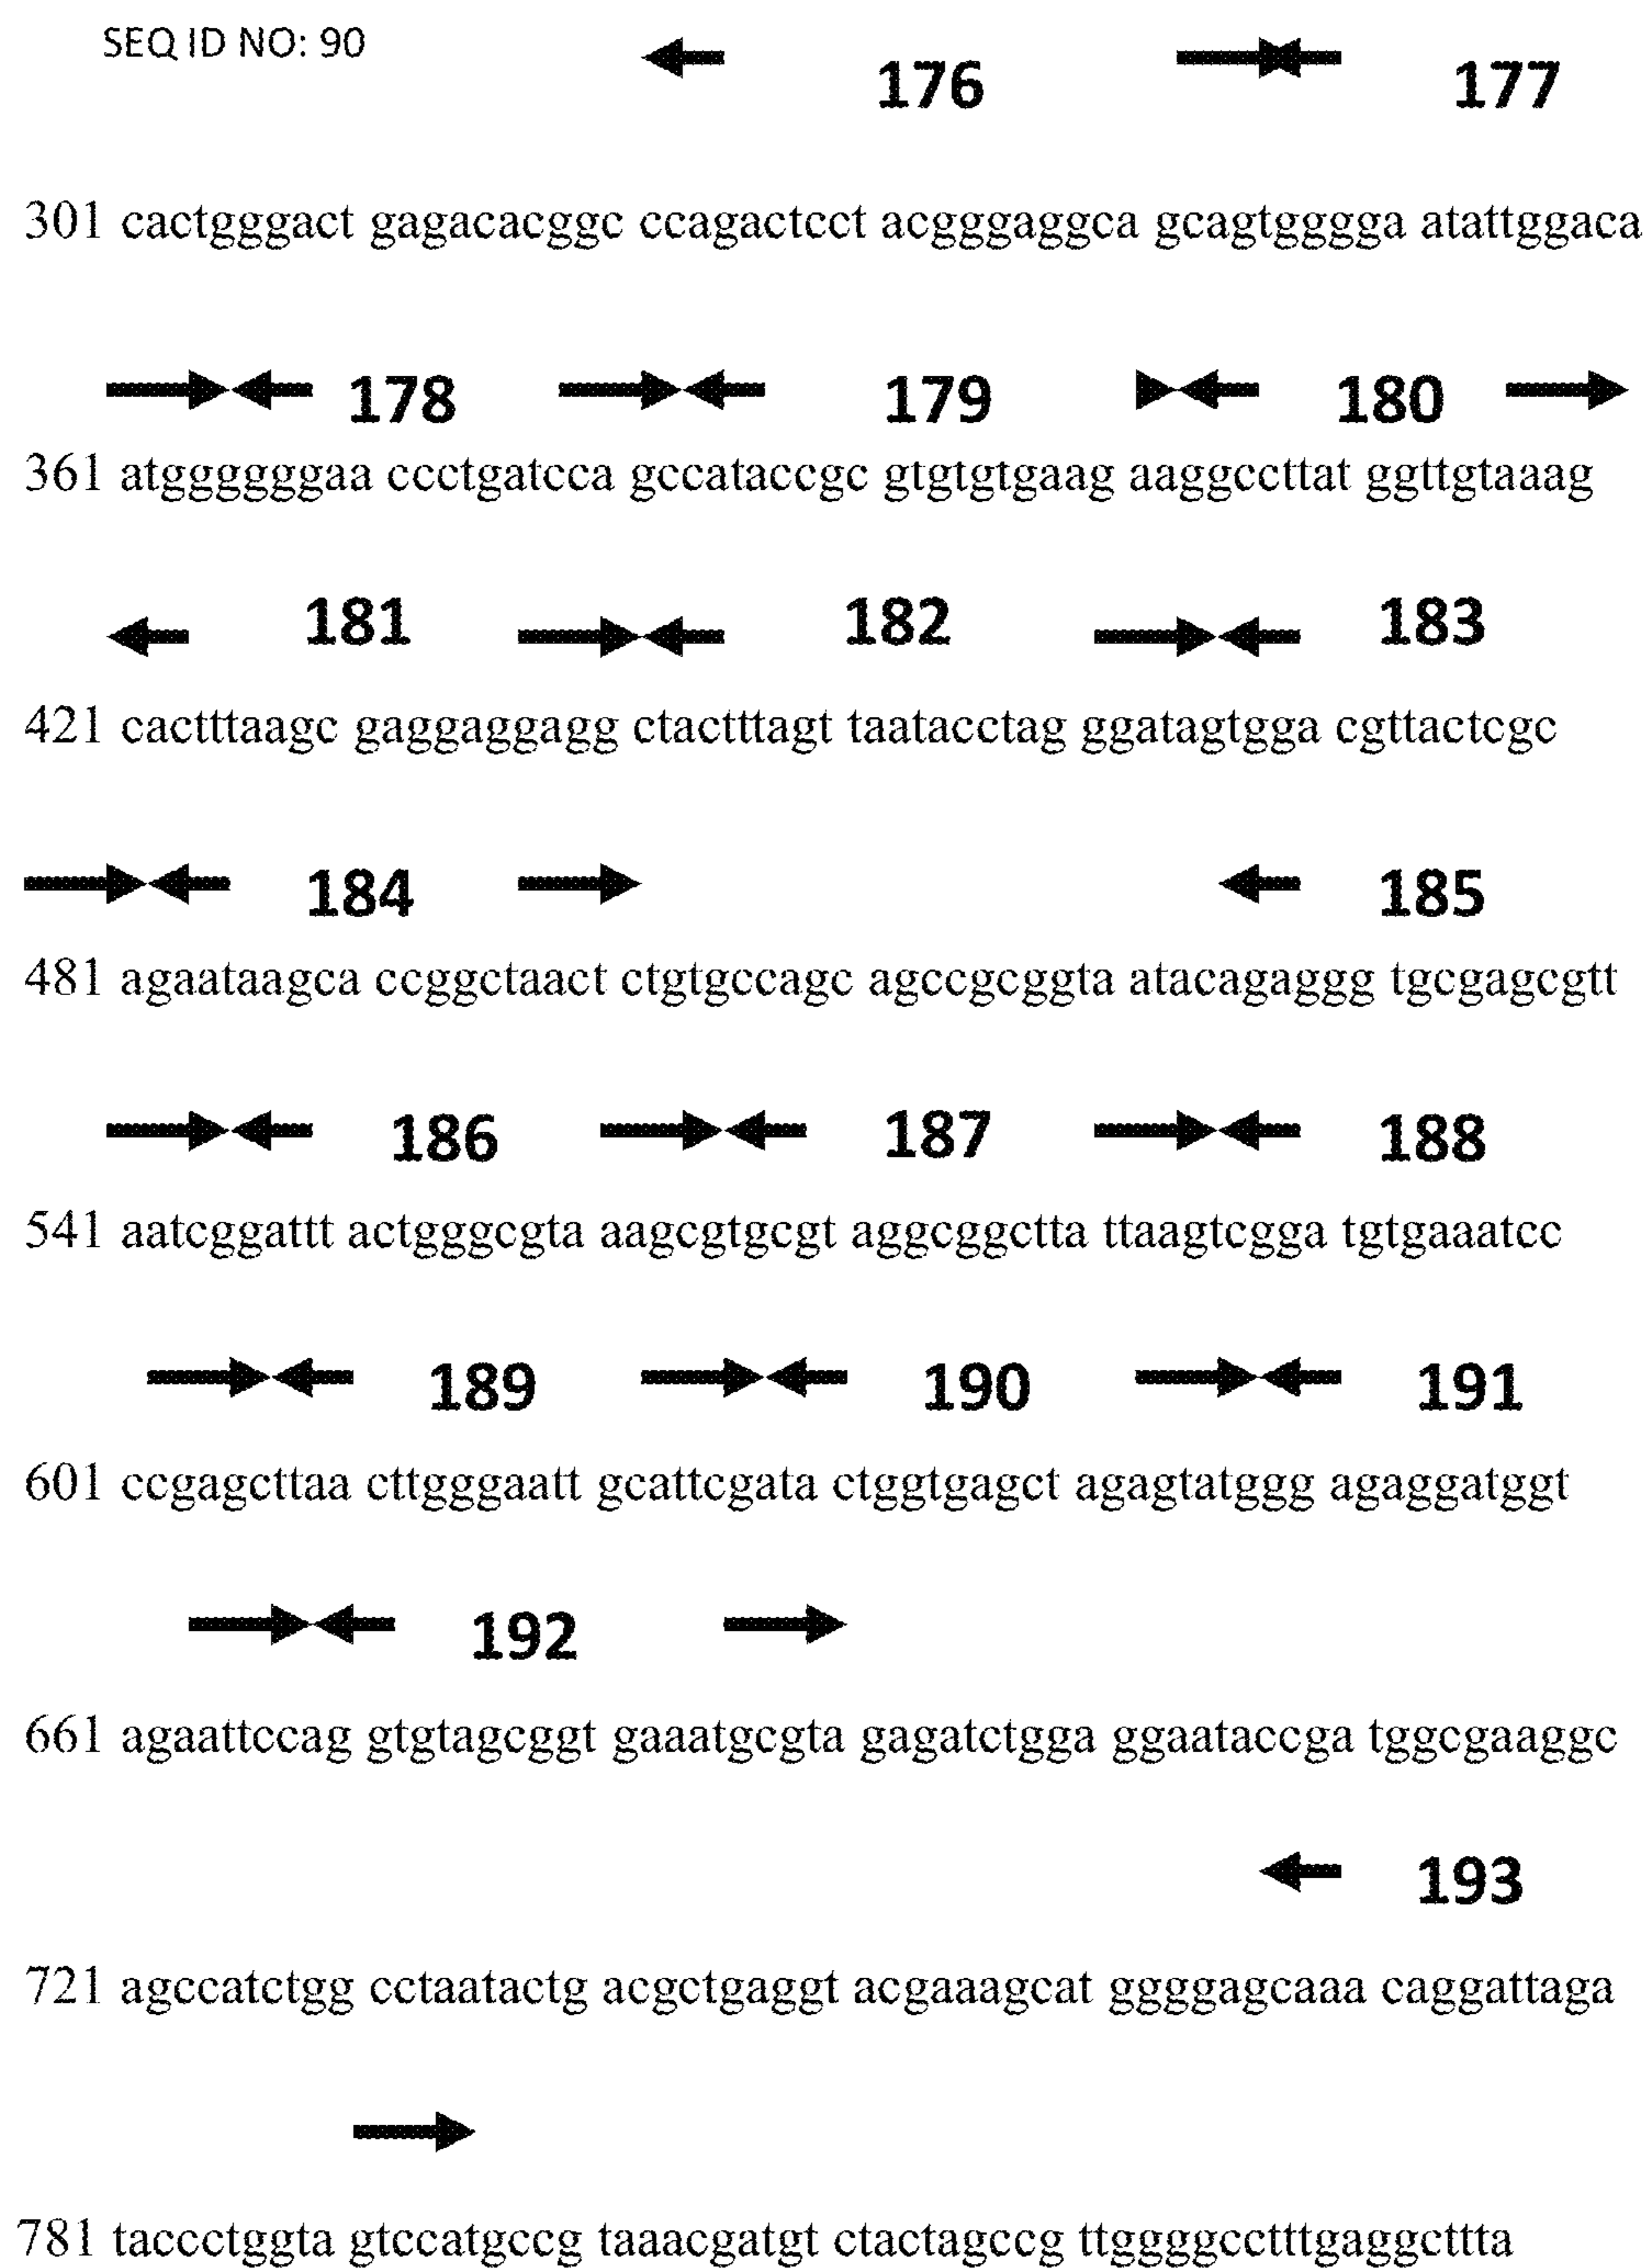 SEQ ID NO: 90
176 177
301 cactgggact gagacacggc ccagactcct acgggaggca gcagtgggga atattggaca
178 179 180
361 atggggggaa ccctgatcca gccataccgc gtgtgtgaag aaggccttat ggttgtaaag
181 182 183
421 cactttaagc gaggaggagg ctactttagt taatacctag ggatagtgga cgttactcgc
184 185
481 agaataagca ccggctaact ctgtgccagc agccgcggta atacagaggg tgcgagcgtt
186 187 188
541 aatcggattt actgggcgta aagcgtgcgt aggcggctta ttaagtcgga tgtgaaatcc
189 190 191
601 ccgagcttaa cttgggaatt gcattcgata ctggtgagct agagtatggg agaggatggt
192
661 agaattccag gtgtagcggt gaaatgcgta gagatctgga ggaataccga tggcgaaggc
193
721 agccatctgg cctaatactg acgctgaggt acgaaagcat ggggagcaaa caggattaga
781 taccctggta gtccatgccg taaacgatgt ctactagccg ttggggcctttgaggcttta